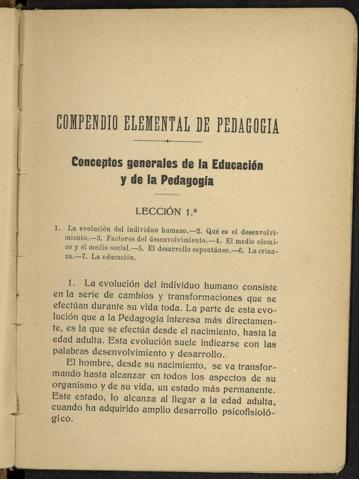 COMPENDIO ELEMENTAL DE PEDAGOGIA
Conceptos generales de la Educación
y de la Pedagogía
LECCIÓN 1.ª
1. La evolución del individuo humano.—2. Qué es el desenvolvi-
miento.—3. Factores del desenvolvimiento.—4. El medio cósmi-
co y el medio social.—5. El desarrollo espontáneo.—6. La crian-
za.—7. La educación.
1. La evolución del individuo humano consiste
en la serie de cambios y transformaciones que se
efectúan durante su vida toda. La parte de esta evo-
lución que a la Pedagogía interesa más directamen-
te, es la que se efectúa desde el nacimiento, hasta la
edad adulta. Esta evolución suele indicarse con las
palabras desenvolvimiento y desarrollo.
El hombre, desde su nacimiento, se va transfor-
mando hasta alcanzar en todos los aspectos de su
organismo y de su vida, un estado más permanente.
Este estado, lo alcanza al llegar a la edad adulta,
cuando ha adquirido amplio desarrollo psicofisioló-
gico.